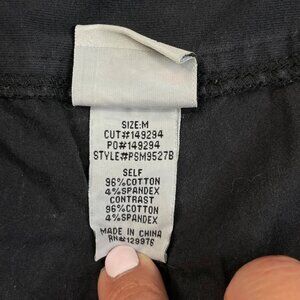 SIZE:M
CUT#149294
PO#149294
STYLE#PSM9527B
SELF
96%COTTON
4%SPANDEX
CONTRAST
96%COTTON
4%SPANDEX
MADE IN CHINA
RN#129976